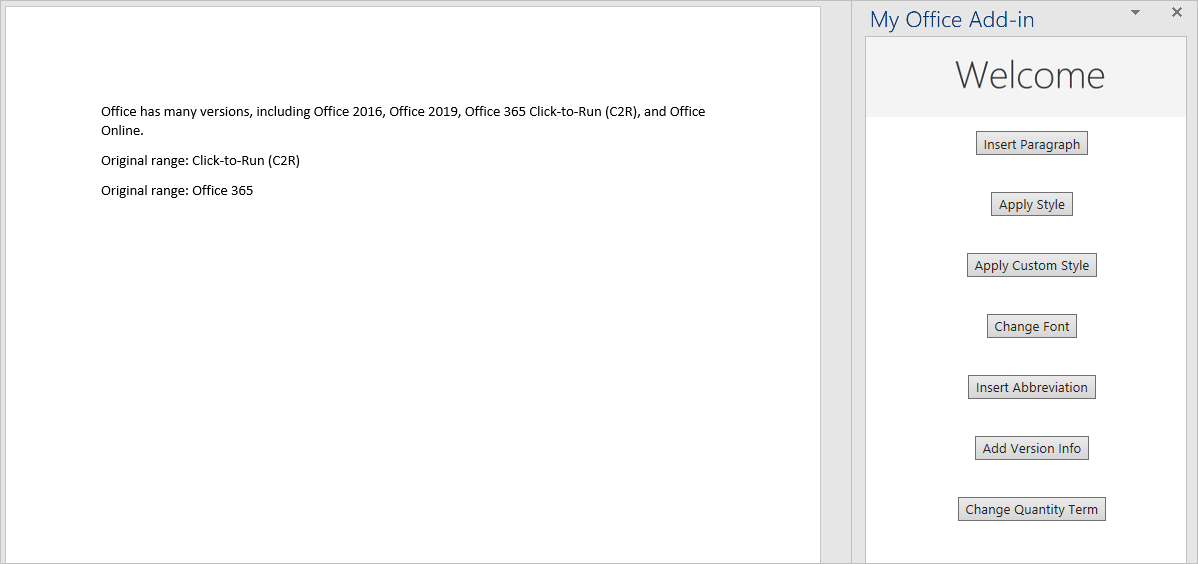 Office has many versions, including Office 2016, Office 2019, Office 365 Click-to-Run (C2R), and Office
Online.
Original range: Click-to-Run (C2R)
Original range: Office 365
My Office Add-in
Welcome
Insert Paragraph
Apply Style
Apply Custom Style
Change Font
Insert Abbreviation
Add Version Info
Change Quantity Term